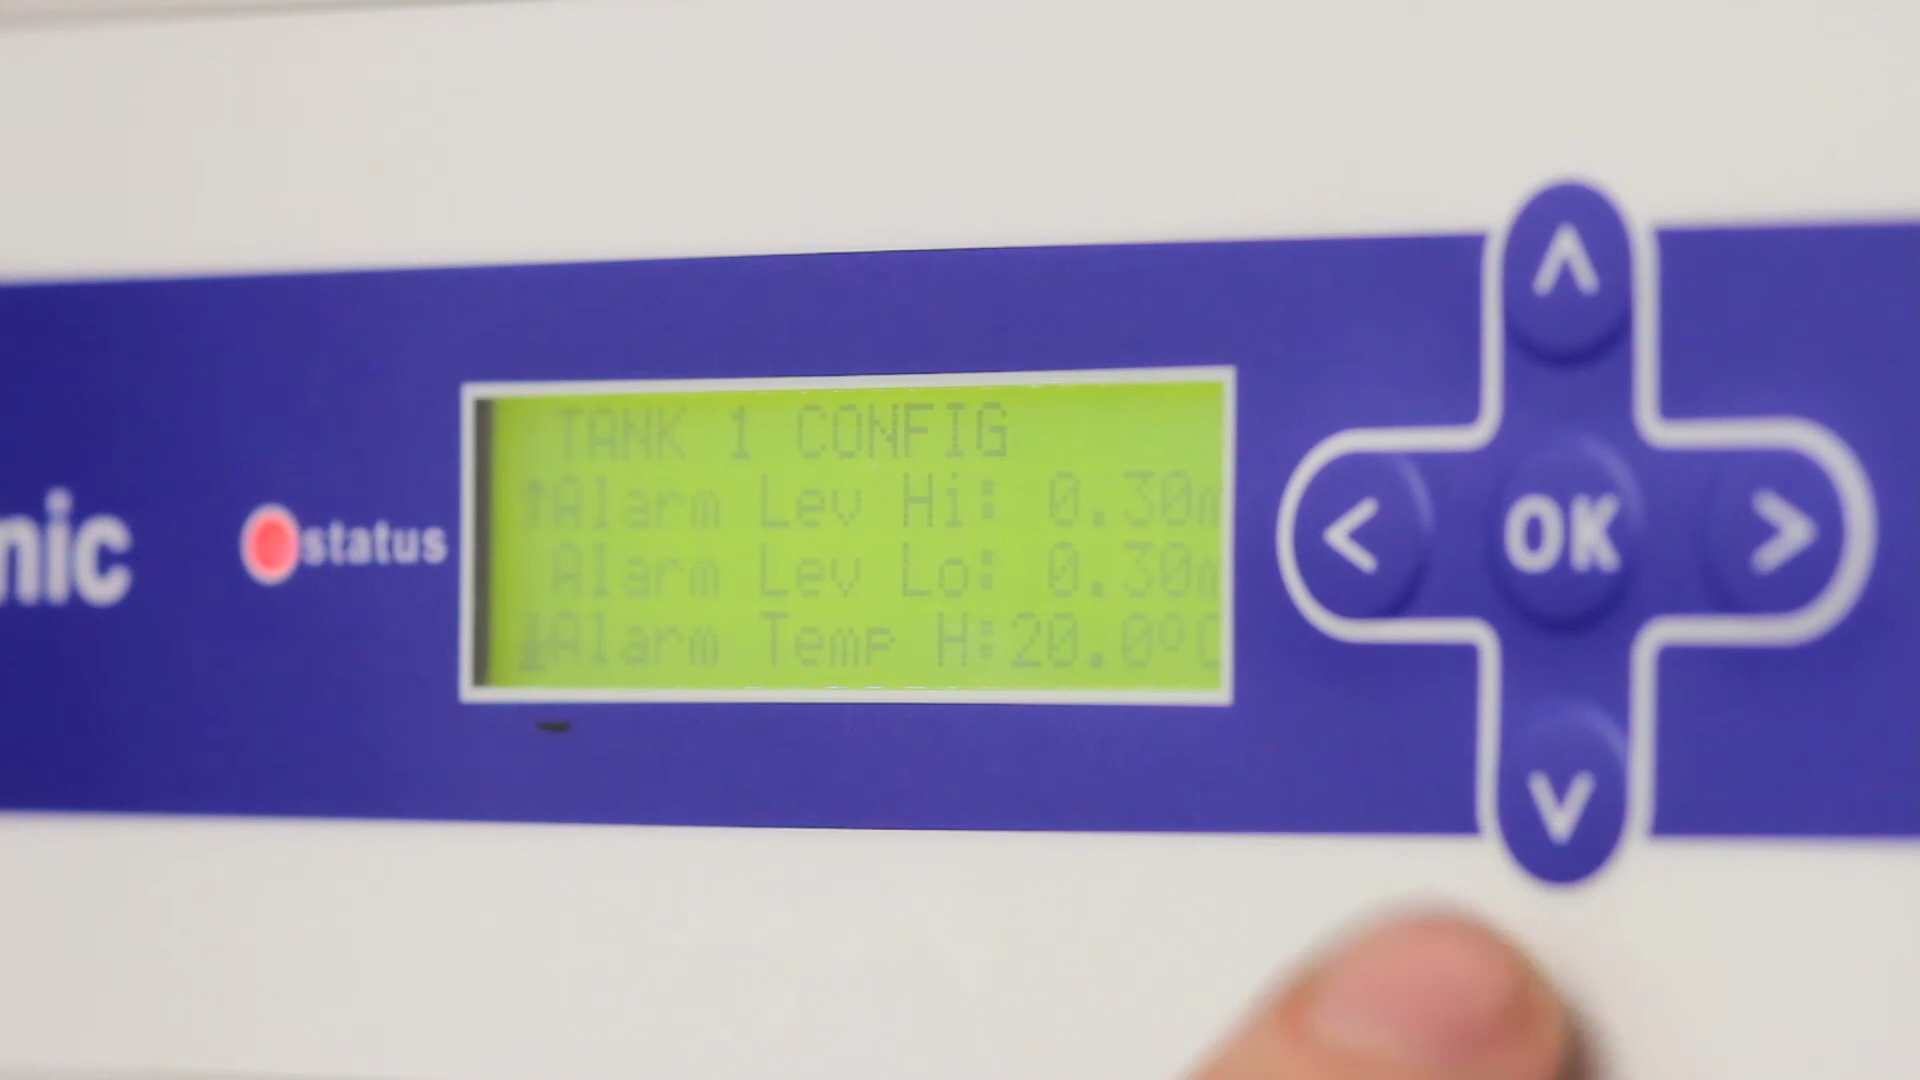 nic
status
TANK 1 CONFIG
↑Alarm Lev Hi: 0.30m
Alarm Lev Lo: 0.30m
↓Alarm Temp H:20.0ºC
^
< OK >
v